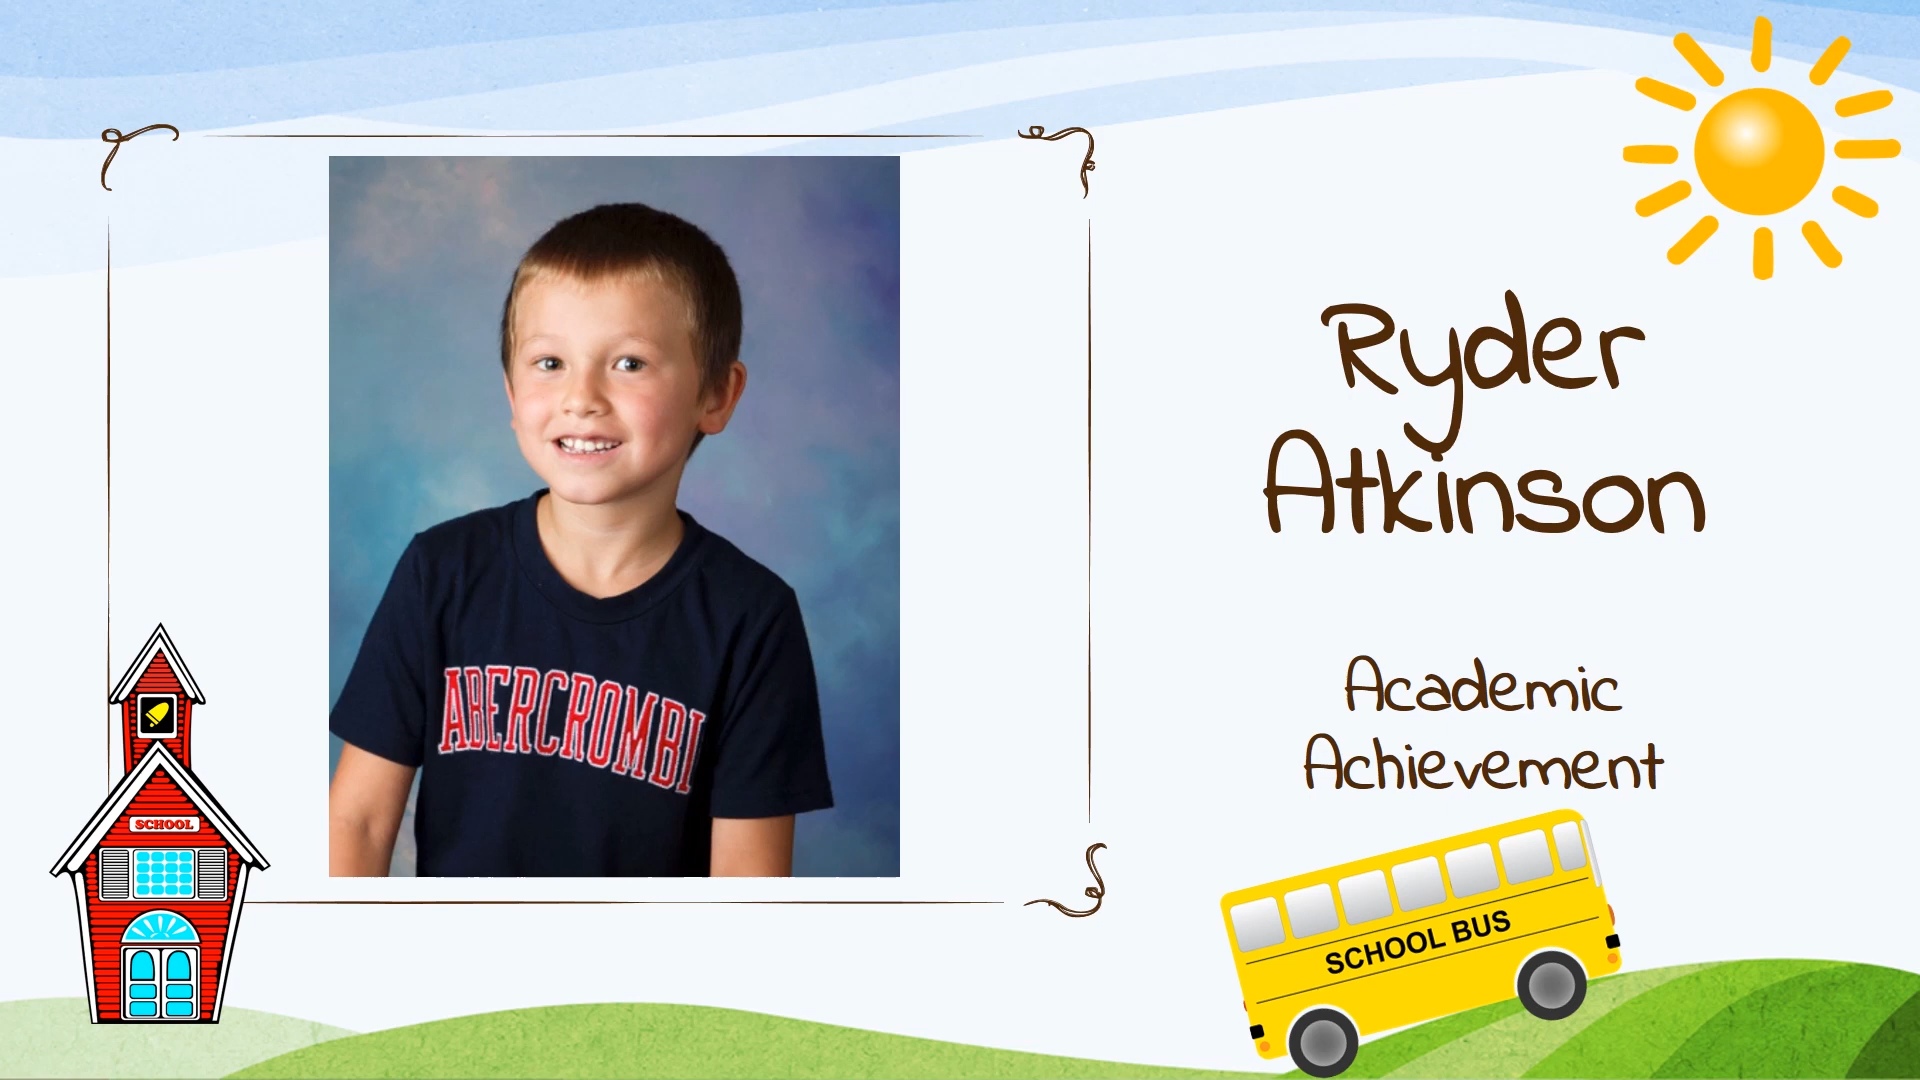 Ryder
Atkinson
Academic
Achievement
ABERCROMBI
SCHOOL
SCHOOL BUS